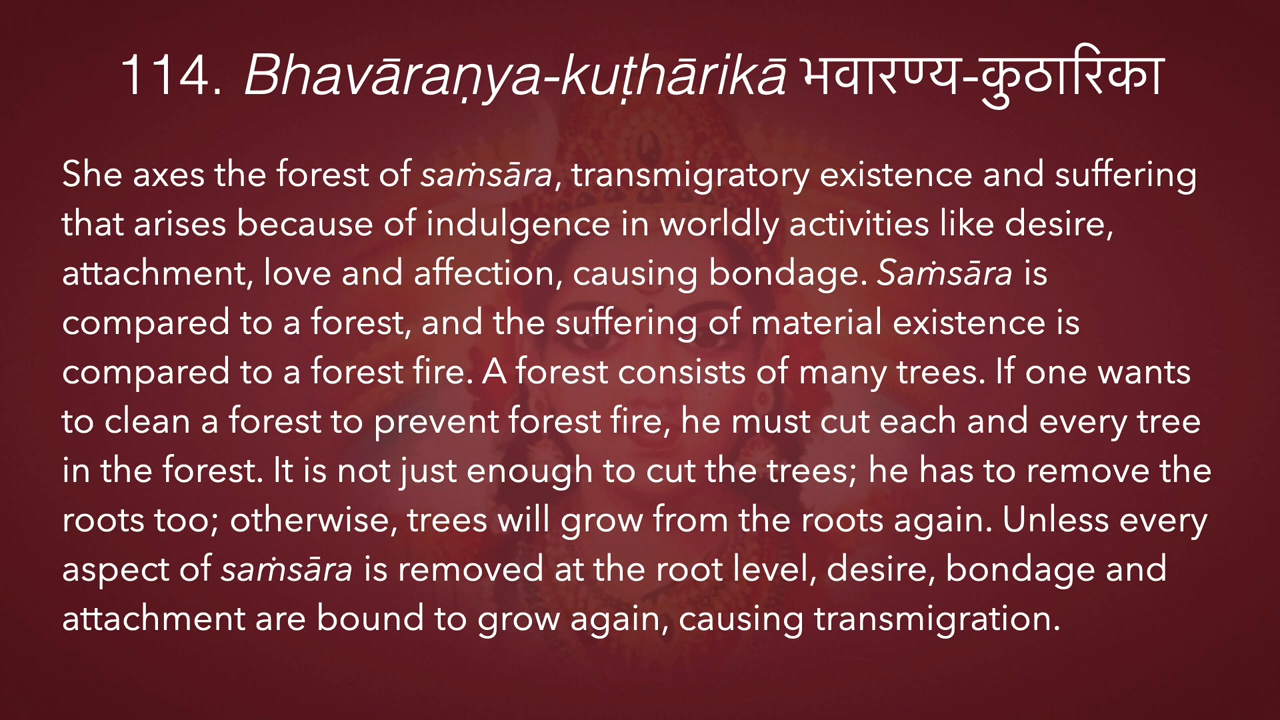 114. Bhavāraṇya-kuṭhārikā भवारण्य-कुठारिका
She axes the forest of saṁsāra, transmigratory existence and suffering
that arises because of indulgence in worldly activities like desire,
attachment, love and affection, causing bondage. Saṁsāra is
compared to a forest, and the suffering of material existence is
compared to a forest fire. A forest consists of many trees. If one wants
to clean a forest to prevent forest fire, he must cut each and every tree
in the forest. It is not just enough to cut the trees; he has to remove the
roots too; otherwise, trees will grow from the roots again. Unless every
aspect of saṁsāra is removed at the root level, desire, bondage and
attachment are bound to grow again, causing transmigration.